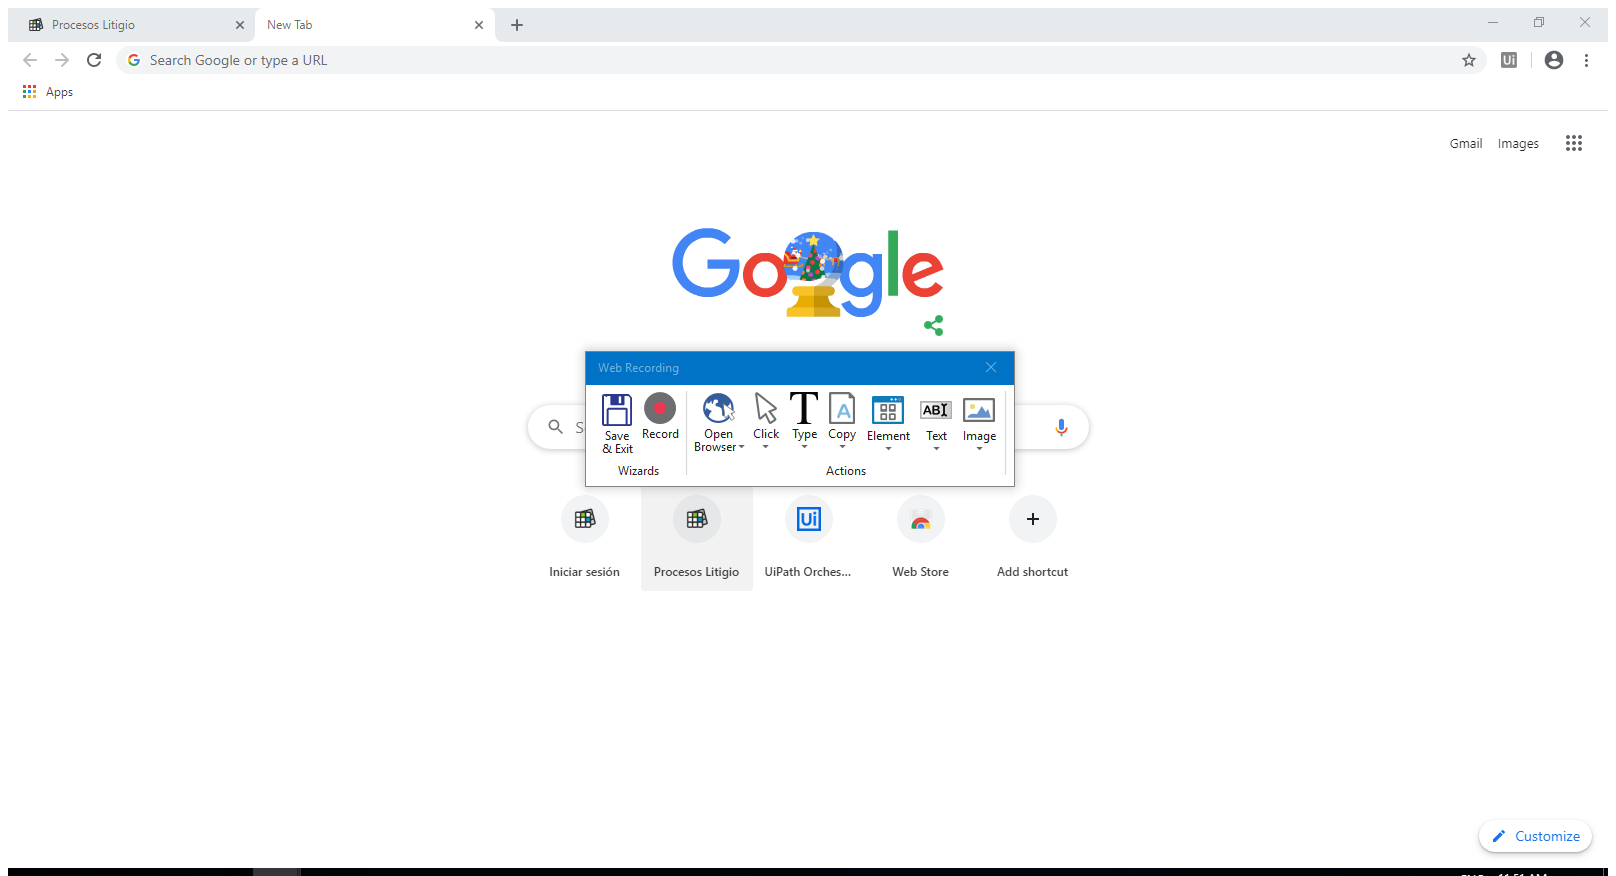 Procesos Litigio
New Tab
Search Google or type a URL
Ui
Apps
Gmail
Images
Google
Web Recording
S
Save
& Exit
Record
Open
Browser
Click
Type
Copy
Element
Text
Image
Wizards
Actions
Iniciar sesión
Procesos Litigio
UiPath Orches...
Web Store
Add shortcut
Customize